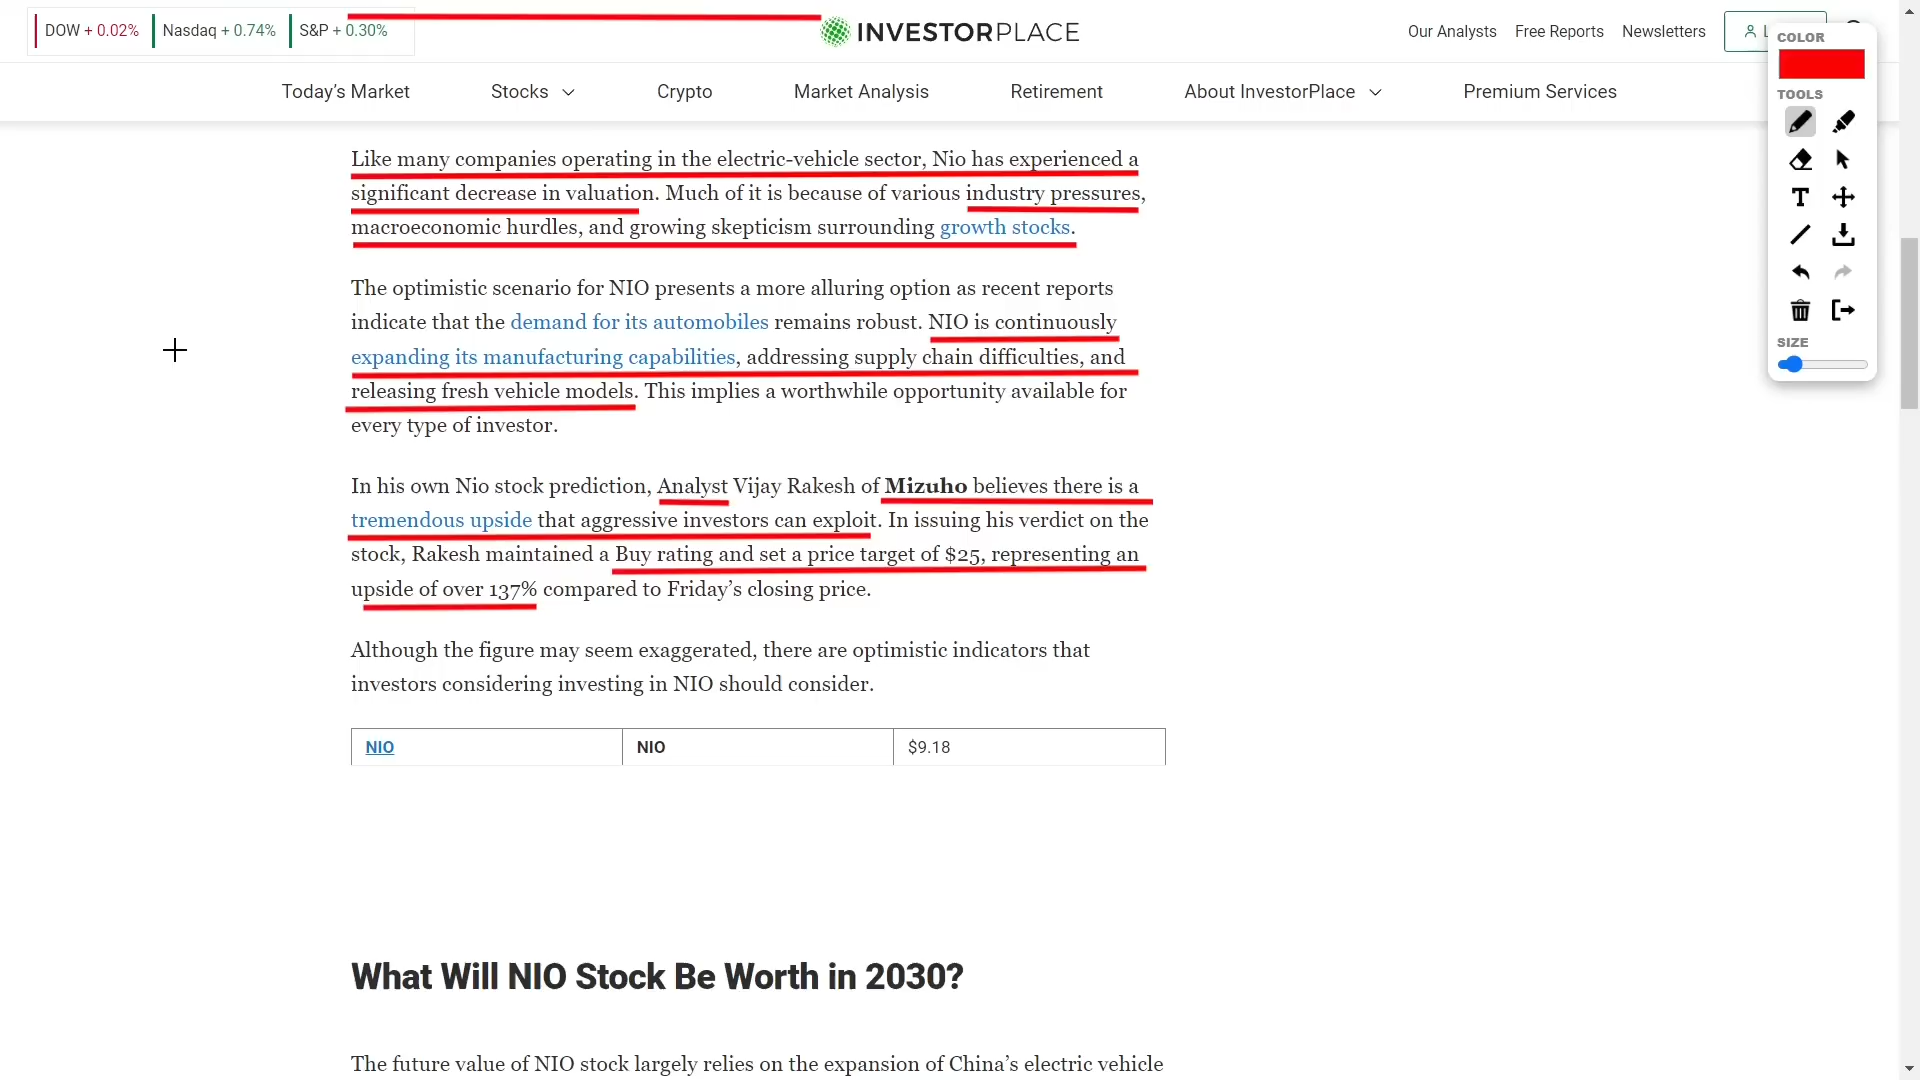 DOW + 0.02% Nasdaq + 0.74% S&P + 0.30%
INVESTORPLACE
Our Analysts Free Reports Newsletters
Today's Market Stocks Crypto Market Analysis Retirement About InvestorPlace Premium Services
COLOR
TOOLS
T
SIZE
Like many companies operating in the electric-vehicle sector, Nio has experienced a
significant decrease in valuation. Much of it is because of various industry pressures,
macroeconomic hurdles, and growing skepticism surrounding growth stocks.
The optimistic scenario for NIO presents a more alluring option as recent reports
indicate that the demand for its automobiles remains robust. NIO is continuously
expanding its manufacturing capabilities, addressing supply chain difficulties, and
releasing fresh vehicle models. This implies a worthwhile opportunity available for
every type of investor.
In his own Nio stock prediction, Analyst Vijay Rakesh of Mizuho believes there is a
tremendous upside that aggressive investors can exploit. In issuing his verdict on the
stock, Rakesh maintained a Buy rating and set a price target of $25, representing an
upside of over 137% compared to Friday's closing price.
Although the figure may seem exaggerated, there are optimistic indicators that
investors considering investing in NIO should consider.
NIO NIO $9.18
What Will NIO Stock Be Worth in 2030?
The future value of NIO stock largely relies on the expansion of China's electric vehicle